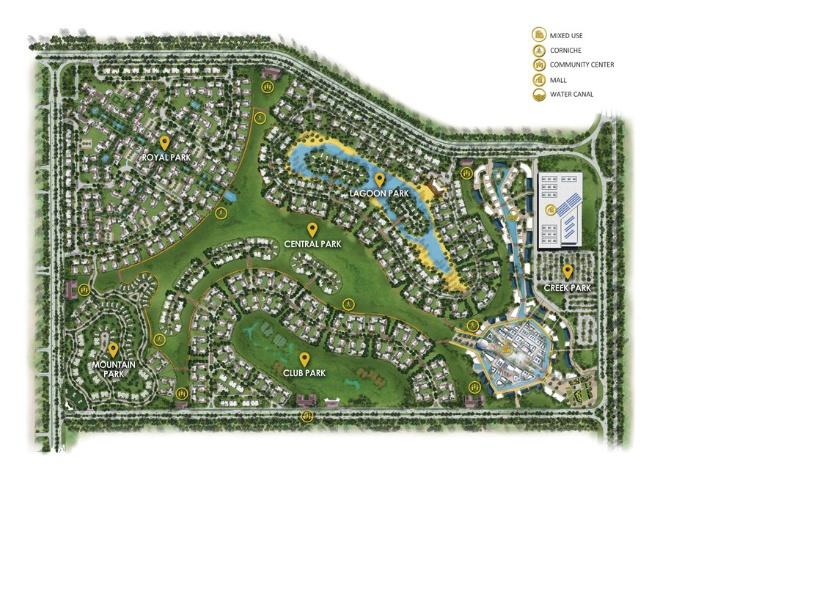 MIXED USE
CORNICHE
COMMUNITY CENTER
MALL
WATER CANAL
ROYAL PARK
LAGOON PARK
CENTRAL PARK
CREEK PARK
MOUNTAIN
PARK
CLUB PARK